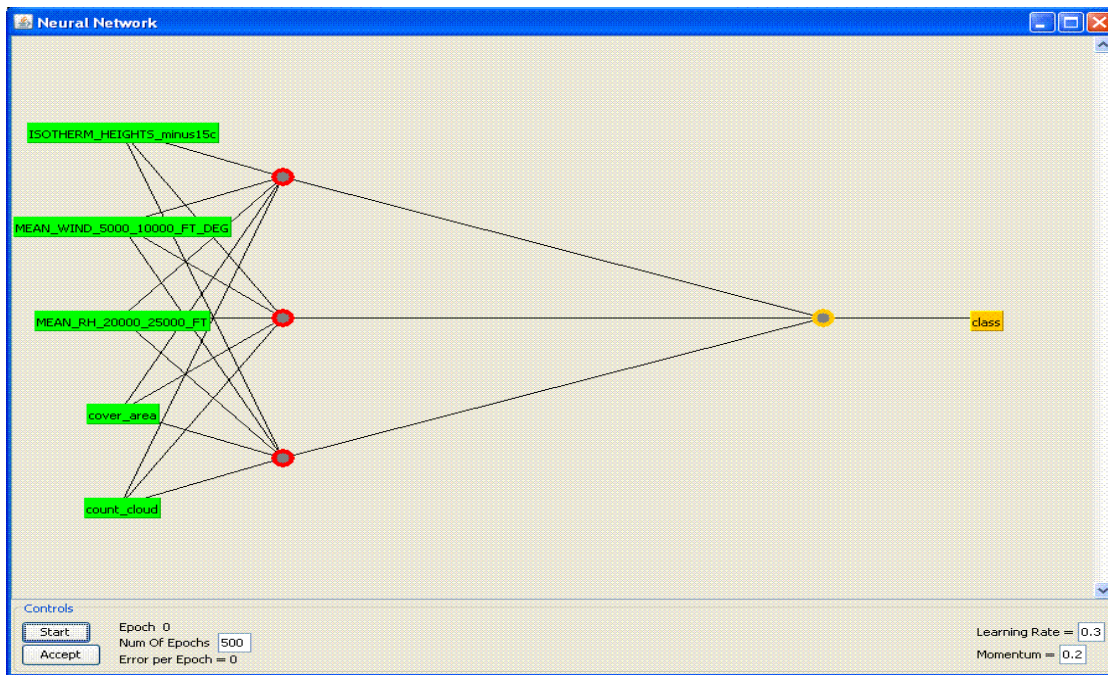 Neural Network
ISOTHERM_HEIGHTS_minus15c
MEAN_WIND_5000_10000_FT_DEG
MEAN_RH_20000_25000_FT
class
cover_area
count_cloud
Controls
Start
Accept
Epoch 0
Num Of Epochs 500
Error per Epoch = 0
Learning Rate = 0.3
Momentum = 0.2